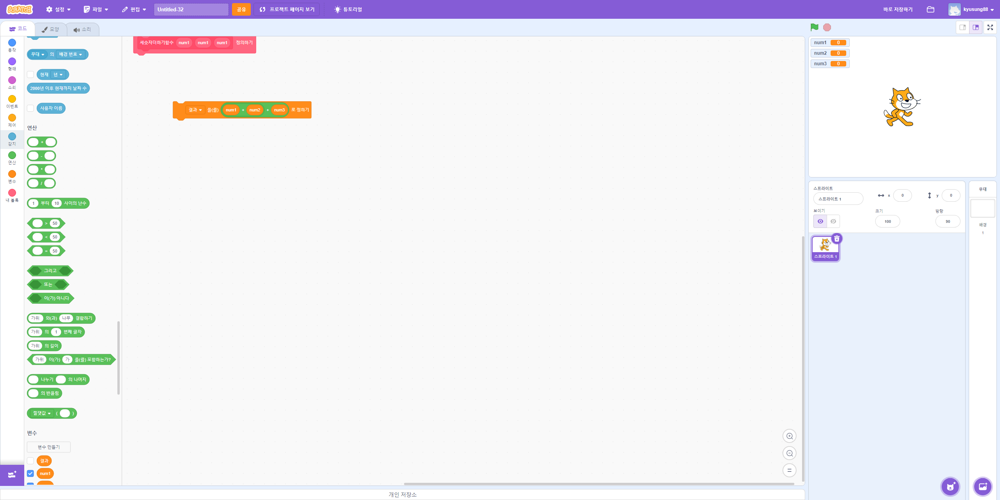 SCRATCH 설정 파일 편집 Untitled-32 공유 프로젝트 페이지 보기 튜토리얼 바로 저장하기 kyusung88
코드 모양 소리
동작
형태
소리
이벤트
제어
감지
연산
변수
내 블록
무대 의 배경 번호
현재 년
2000년 이후 현재까지 날짜 수
사용자 이름
연산
+
-
*
/
1 부터 10 사이의 난수
> 50
< 50
= 50
그리고
또는
이(가) 아니다
가위 와(과) 나무 결합하기
가위 의 1 번째 글자
가위 의 길이
가위 이(가) 가 을(를) 포함하는가?
나누기 의 나머지
의 반올림
절댓값 ( )
변수
변수 만들기
결과
num1
세숫자더하기함수 num1 num1 num1 정의하기
결과 을(를) num1 + num2 + num3 로 정하기
개인 저장소
num1 0
num2 0
num3 0
스프라이트
스프라이트 1 x 0 y 0
보이기 크기 방향
100 90
스프라이트 1
무대
배경
1